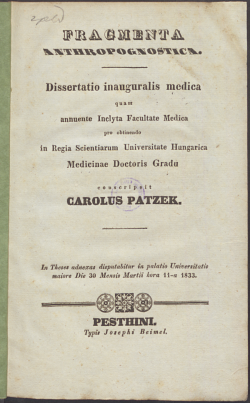 FRAGMENTA
ANTHROPOGNOSTICA.
Dissertatio inauguralis medica
quam
annuente Inclyta Facultate Medica
pro obtinendo
in Regia Scientiarum Universitate Hungarica
Medicinae Doctoris Gradu
conscripsit
CAROLUS PATZEK.
In Theses adnexas disputabitur in palatio Universitatis
maiore Die 30 Mensis Martii hora 11-a 1833.
PESTHINI.
Typis Josephi Beimel.